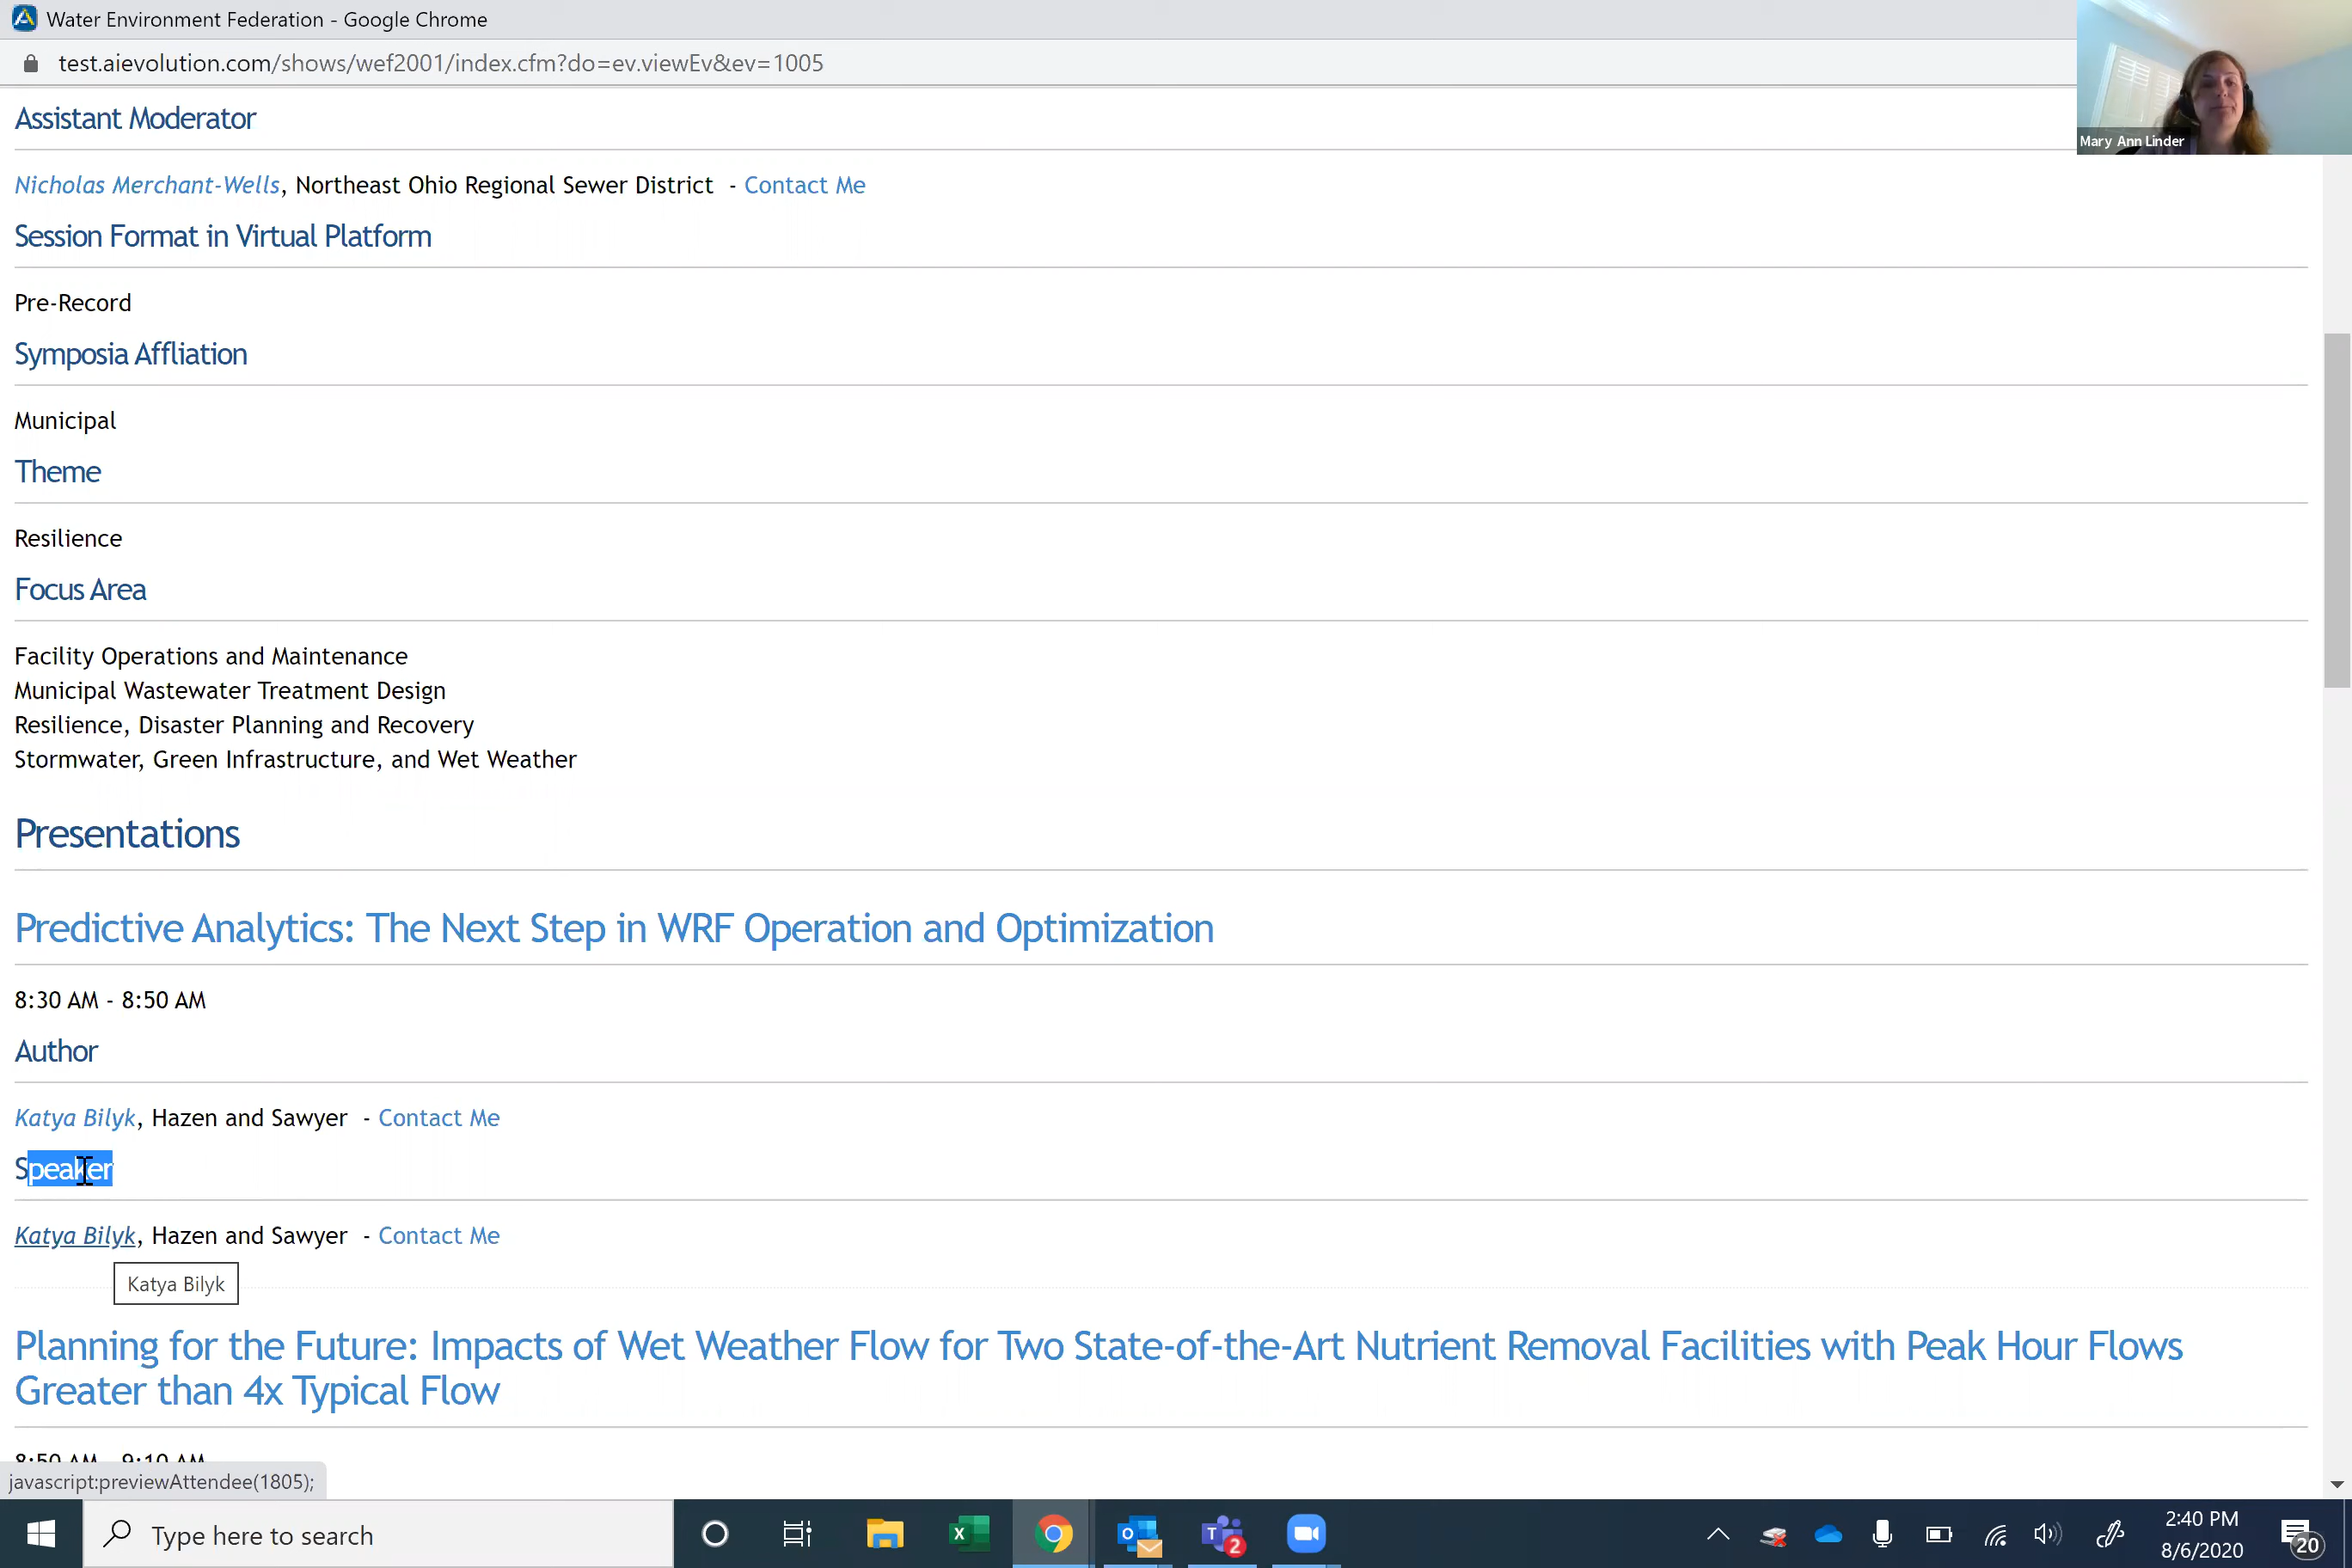 Water Environment Federation - Google Chrome
test.aievolution.com/shows/wef2001/index.cfm?do=ev.viewEv&ev=1005
Mary Ann Linder
Assistant Moderator
Nicholas Merchant-Wells, Northeast Ohio Regional Sewer District - Contact Me
Session Format in Virtual Platform
Pre-Record
Symposia Affliation
Municipal
Theme
Resilience
Focus Area
Facility Operations and Maintenance
Municipal Wastewater Treatment Design
Resilience, Disaster Planning and Recovery
Stormwater, Green Infrastructure, and Wet Weather
Presentations
Predictive Analytics: The Next Step in WRF Operation and Optimization
8:30 AM - 8:50 AM
Author
Katya Bilyk, Hazen and Sawyer - Contact Me
Speaker
Katya Bilyk, Hazen and Sawyer - Contact Me
Katya Bilyk
Planning for the Future: Impacts of Wet Weather Flow for Two State-of-the-Art Nutrient Removal Facilities with Peak Hour Flows
Greater than 4x Typical Flow
8:50 AM - 9:10 AM
javascript:previewAttendee(1805);
Type here to search
2
2:40 PM
8/6/2020
20